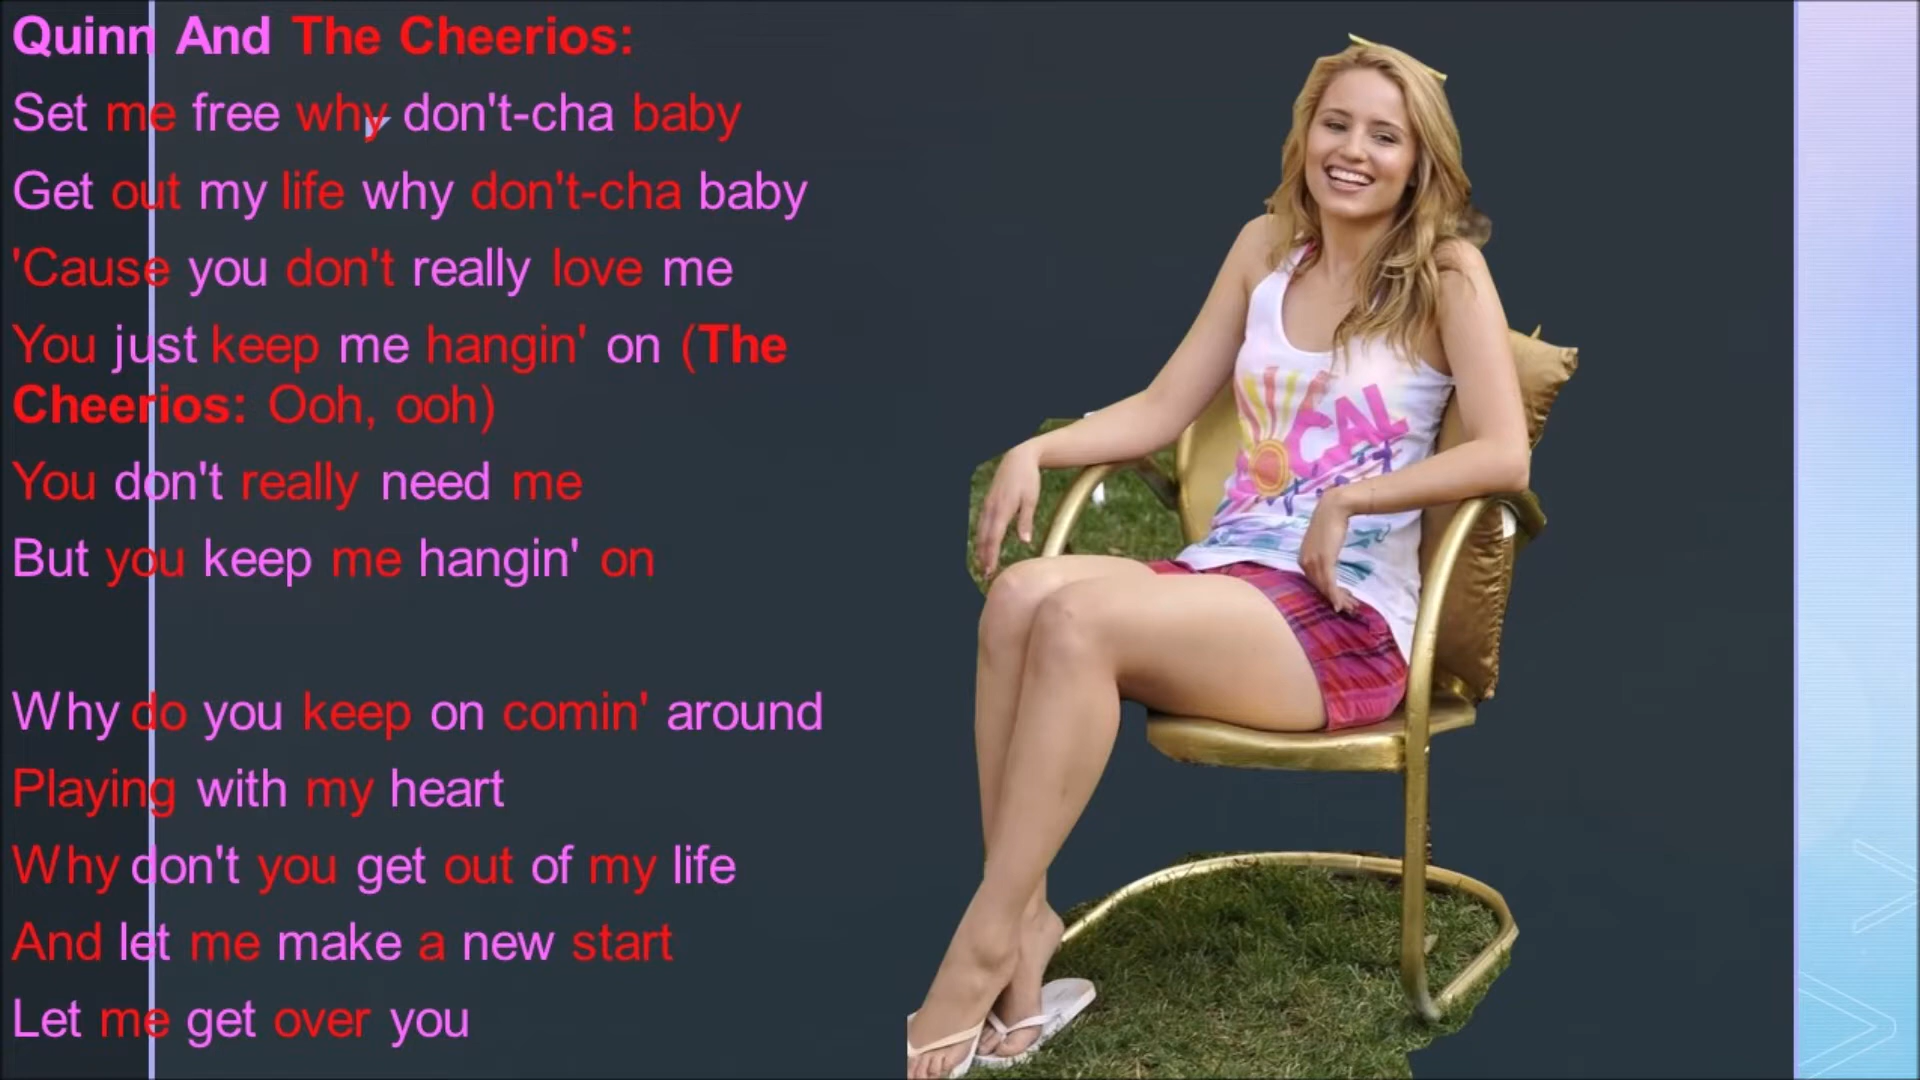 Quinn And The Cheerios:
Set me free why don't-cha baby
Get out my life why don't-cha baby
'Cause you don't really love me
You just keep me hangin' on (The
Cheerios: Ooh, ooh)
You don't really need me
But you keep me hangin' on
Why do you keep on comin' around
Playing with my heart
Why don't you get out of my life
And let me make a new start
Let me get over you
CAL